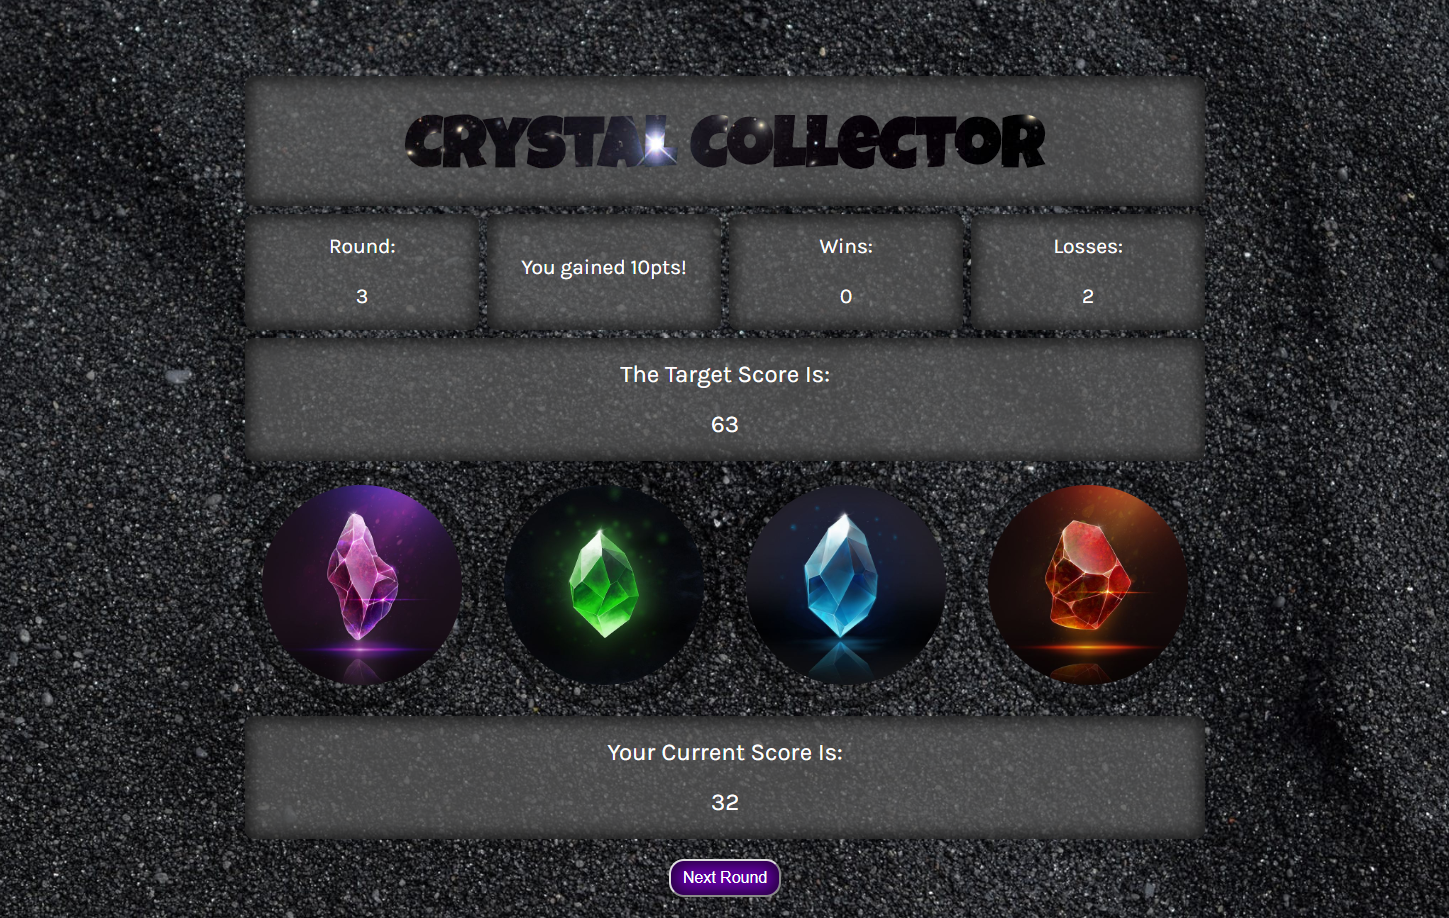 Crystal Collector
Round:
3
You gained 10pts!
Wins:
0
Losses:
2
The Target Score Is:
63
Your Current Score Is:
32
Next Round